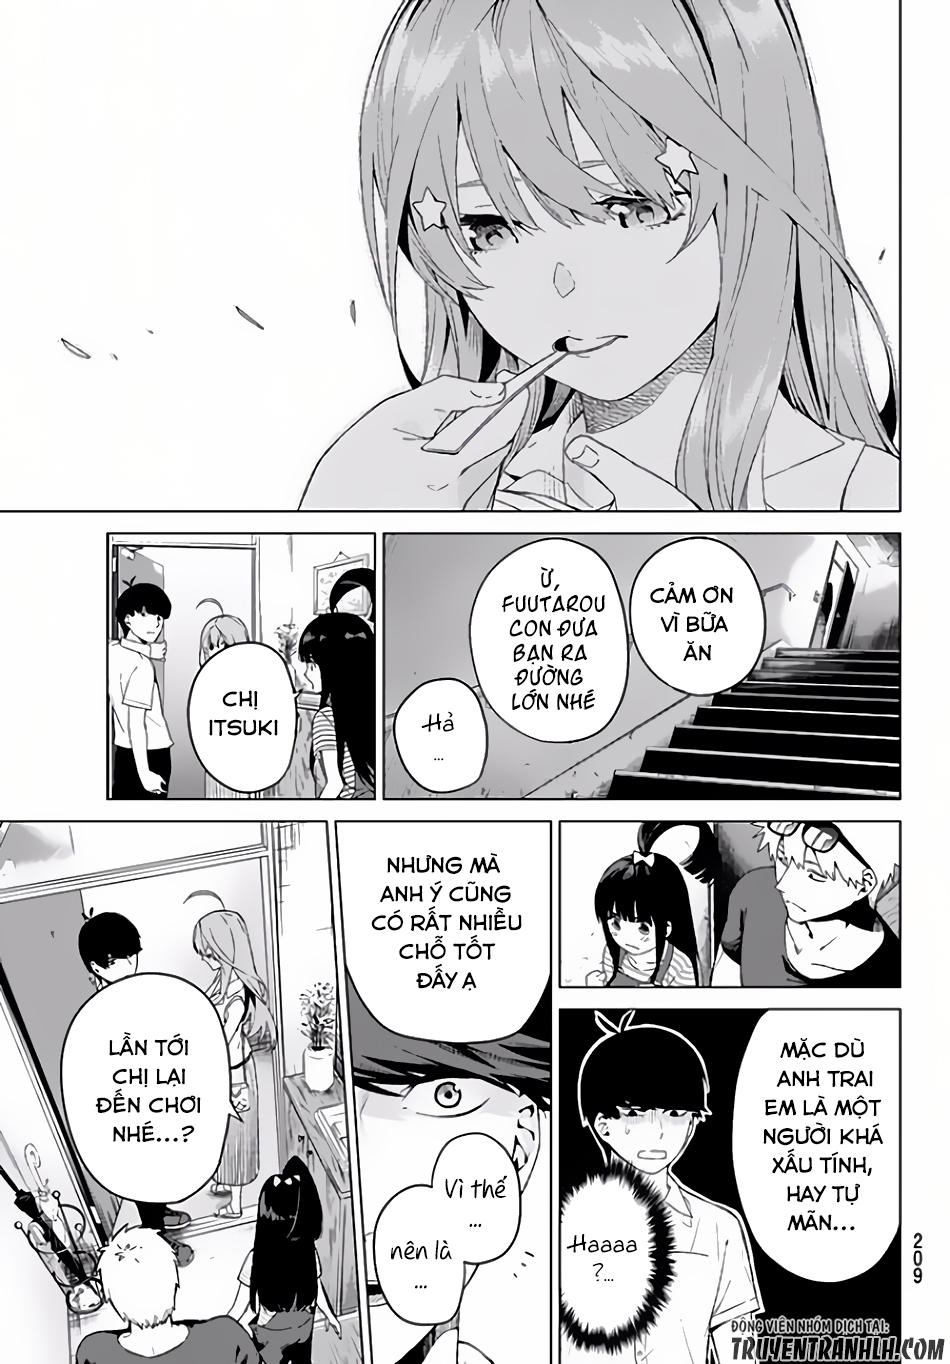 CẢM ƠN
VÌ BỮA
ĂN
Ừ,
FUUTAROU
CON ĐƯA
BẠN RA
ĐƯỜNG
LỚN NHÉ
Hả
...
CHỊ
ITSUKI
MẶC DÙ
ANH TRAI
EM LÀ MỘT
NGƯỜI KHÁ
XẤU TÍNH,
HAY TỰ
MÃN...
Haaaa
?...
NHƯNG MÀ
ANH Ý CŨNG
CÓ RẤT NHIỀU
CHỖ TỐT
ĐẤY Ạ
Vì thế
...
nên là
...
LẦN TỚI
CHỊ LẠI
ĐẾN CHƠI
NHÉ...?
209
ĐỘNG VIÊN NHÓM DỊCH TẠI:
TRUYENTRANHLH.COM